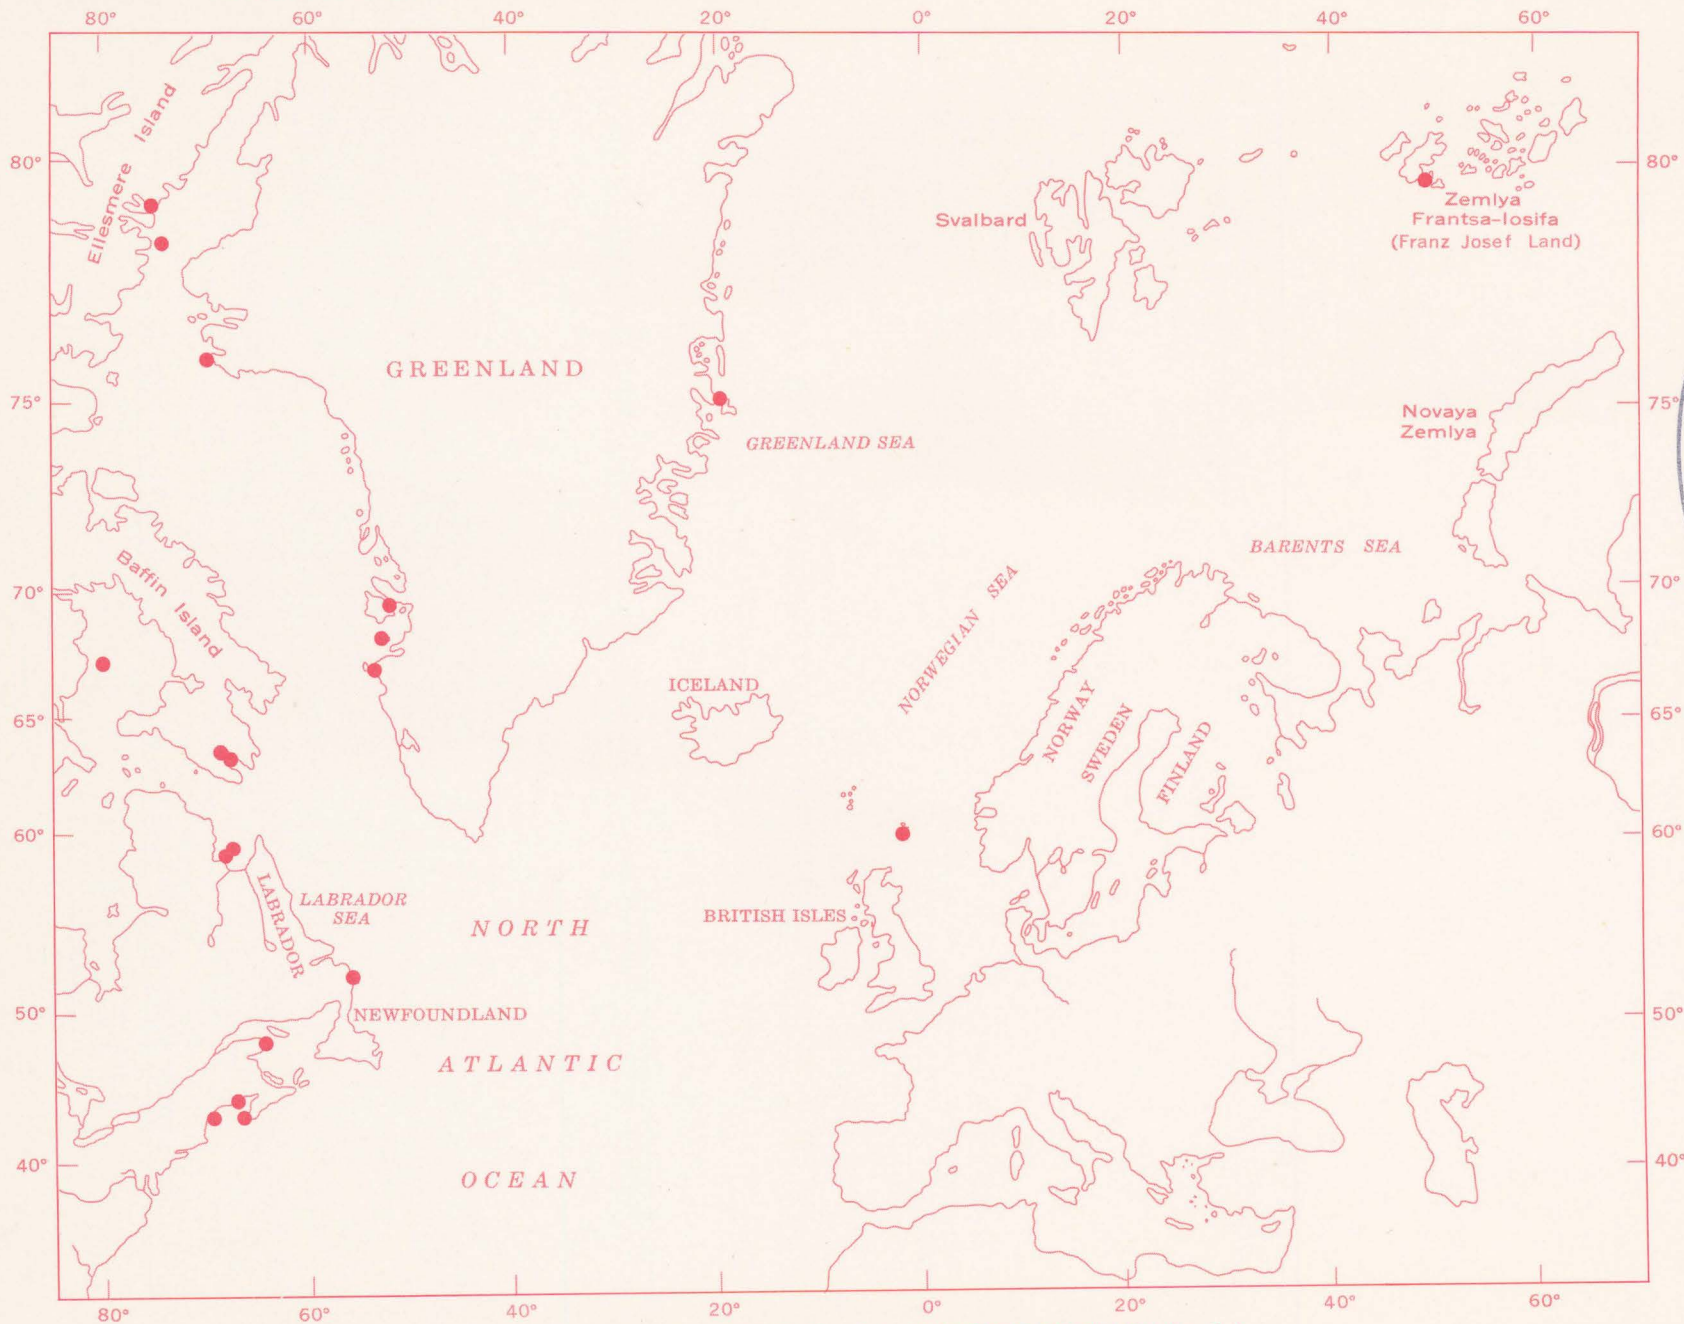 80° 60° 40° 20° 0° 20° 40° 60°
Ellesmere Island
80° 80°
Svalbard
Zemlya
Frantsa-Iosifa
(Franz Josef Land)
GREENLAND
75° 75°
Novaya
Zemlya
GREENLAND SEA
BARENTS SEA
Baffin Island
70° 70°
NORWEGIAN SEA
ICELAND
65° 65°
NORWAY
SWEDEN
FINLAND
60° 60°
LABRADOR
LABRADOR
SEA
NORTH
BRITISH ISLES
50° 50°
NEWFOUNDLAND
ATLANTIC
40° 40°
OCEAN
80° 60° 40° 20° 0° 20° 40° 60°